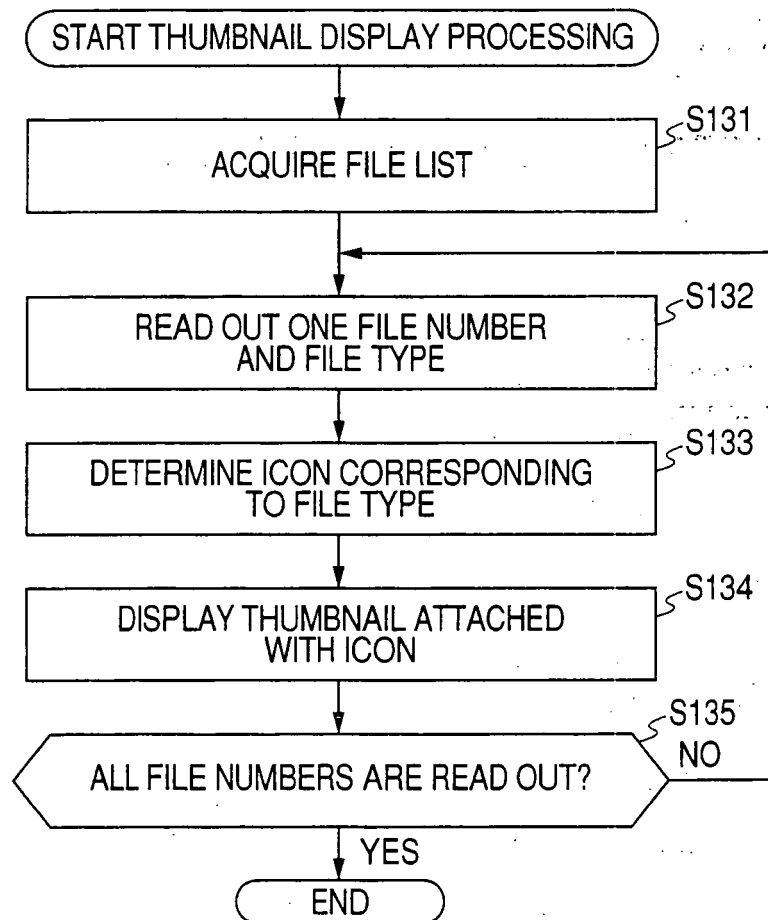 START THUMBNAIL DISPLAY PROCESSING
S131
ACQUIRE FILE LIST
S132
READ OUT ONE FILE NUMBER
AND FILE TYPE
S133
DETERMINE ICON CORRESPONDING
TO FILE TYPE
S134
DISPLAY THUMBNAIL ATTACHED
WITH ICON
S135
ALL FILE NUMBERS ARE READ OUT?
NO
YES
END